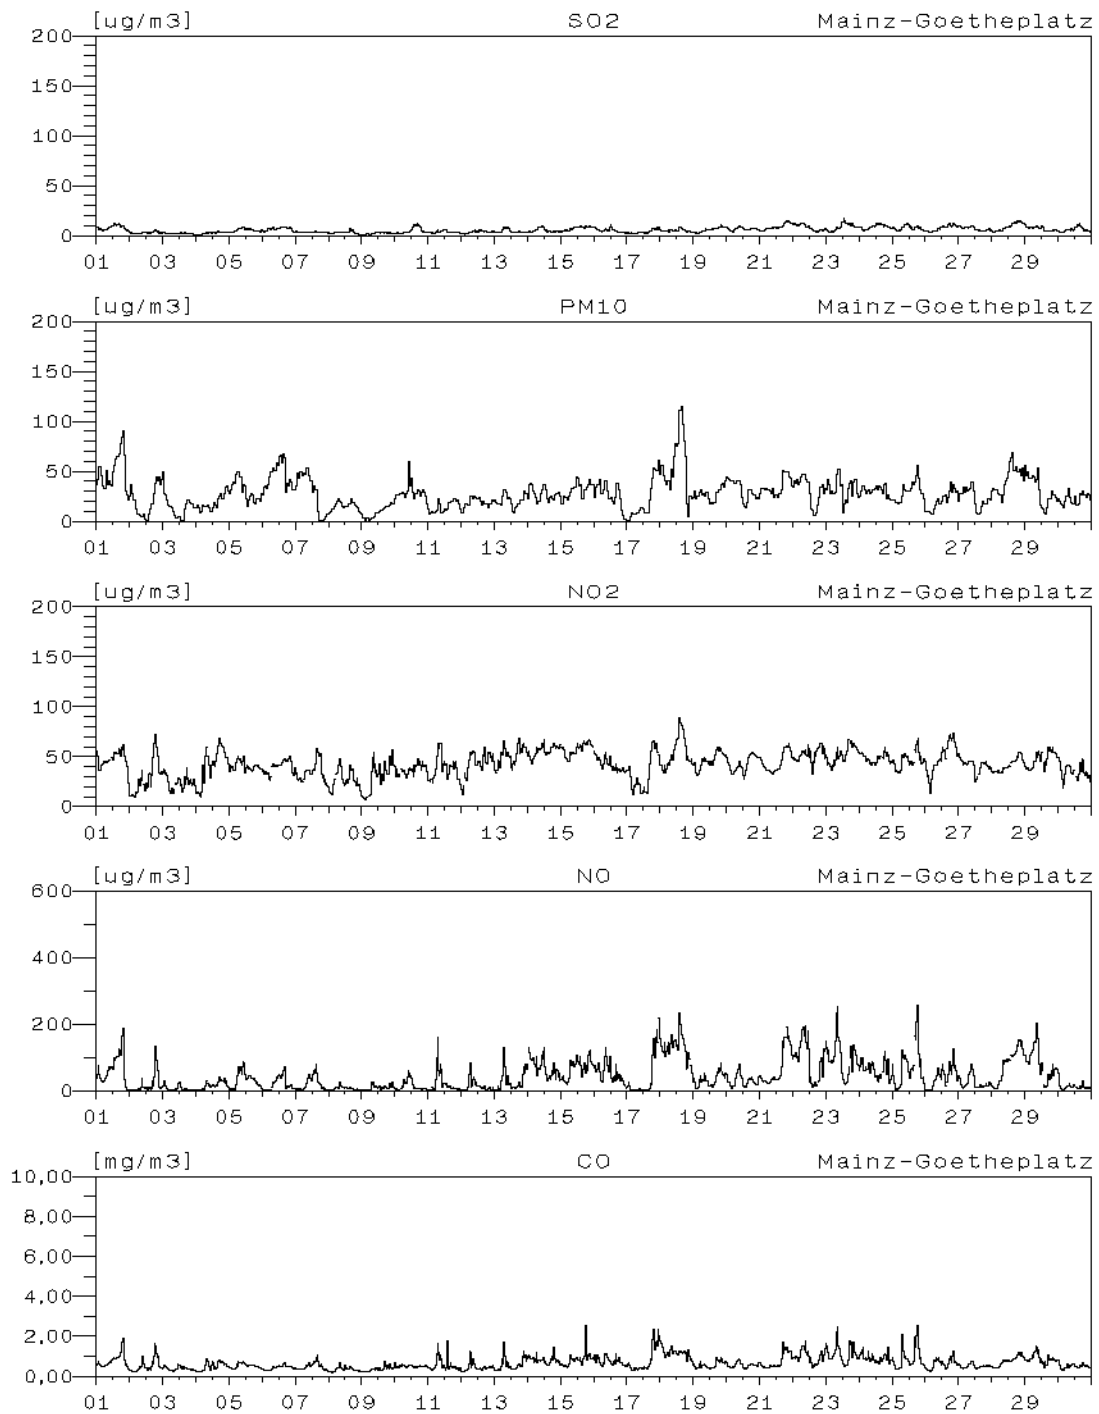 [ug/m3] SO2 Mainz-Goetheplatz
200
150
100
50
0
01 03 05 07 09 11 13 15 17 19 21 23 25 27 29
[ug/m3] PM10 Mainz-Goetheplatz
200
150
100
50
0
01 03 05 07 09 11 13 15 17 19 21 23 25 27 29
[ug/m3] NO2 Mainz-Goetheplatz
200
150
100
50
0
01 03 05 07 09 11 13 15 17 19 21 23 25 27 29
[ug/m3] NO Mainz-Goetheplatz
600
400
200
0
01 03 05 07 09 11 13 15 17 19 21 23 25 27 29
[mg/m3] CO Mainz-Goetheplatz
10,00
8,00
6,00
4,00
2,00
0,00
01 03 05 07 09 11 13 15 17 19 21 23 25 27 29